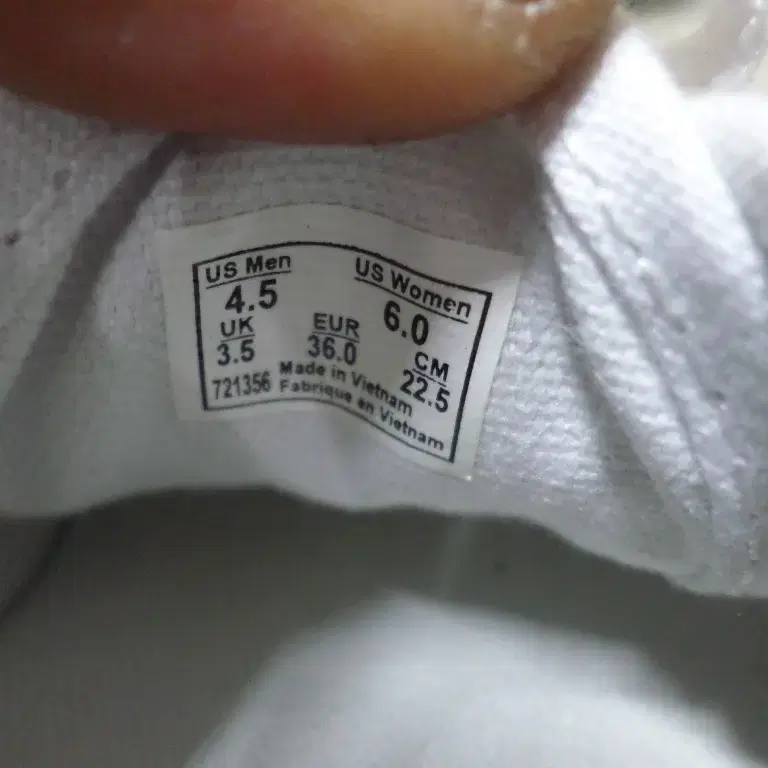 US Men US Women
4.5 6.0
UK EUR CM
3.5 36.0 22.5
Made in Vietnam
721356 Fabrique en Vietnam